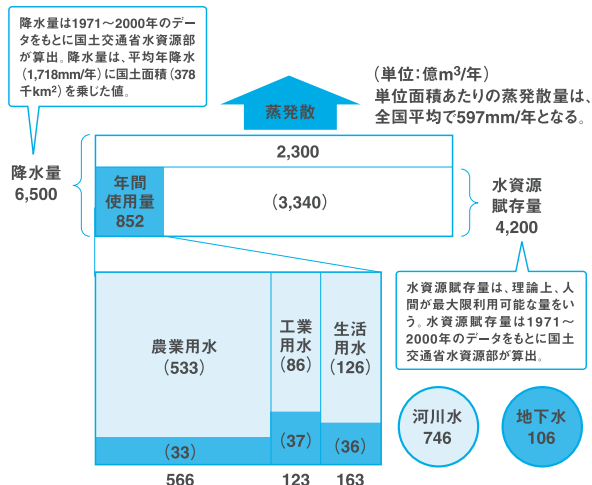 降水量は1971～2000年のデー
タをもとに国土交通省水資源部
が算出。降水量は、平均年降水
（1,718mm/年）に国土面積（378
千km²）を乗じた値。
（単位：億m³/年）
単位面積あたりの蒸発散量は、
全国平均で597mm/年となる。
蒸発散
2,300
降水量
6,500
年間
使用量
852
（3,340）
水資源
賦存量
4,200
水資源賦存量は、理論上、人
間が最大限利用可能な量をい
う。水資源賦存量は1971～
2000年のデータをもとに国土
交通省水資源部が算出。
農業用水
（533）
工業
用水
（86）
生活
用水
（126）
（33）
（37）
（36）
566
123
163
河川水
746
地下水
106